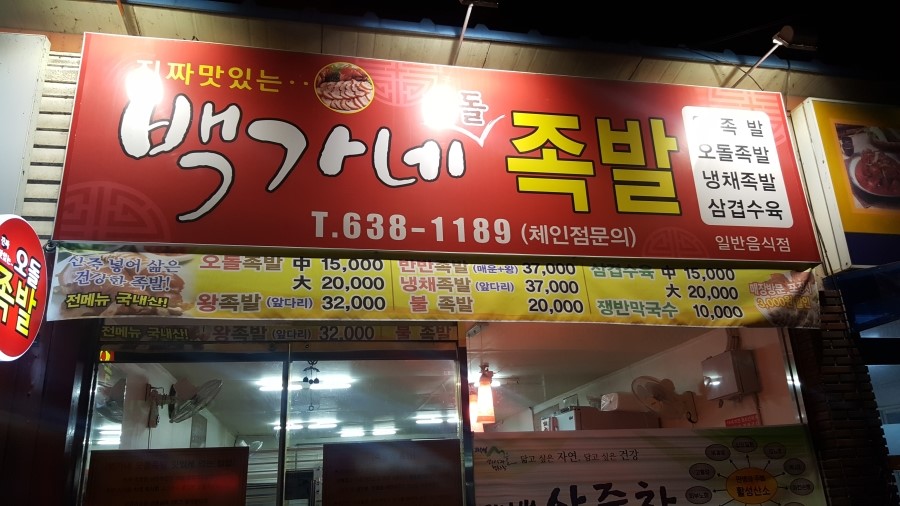 진짜맛있는··
백가네
돌
족발
T.638-1189 (체인점문의)
족 발
오돌족발
냉채족발
삼겹수육
일반음식점
오돌
족발
산속 넣어 삶은
건강한 족발!
전메뉴 국내산!!
오돌족발 中 15,000
大 20,000
왕족발 (앞다리) 32,000
반반족발 (매운+왕) 37,000
냉채족발 (앞다리) 37,000
불 족발 20,000
삼겹수육 中 15,000
大 20,000
쟁반막국수 10,000
전메뉴 국내산!!
왕족발 (앞다리) 32,000 불 족발
닮고 싶은 자연, 닮고 싶은 건강
활성산소